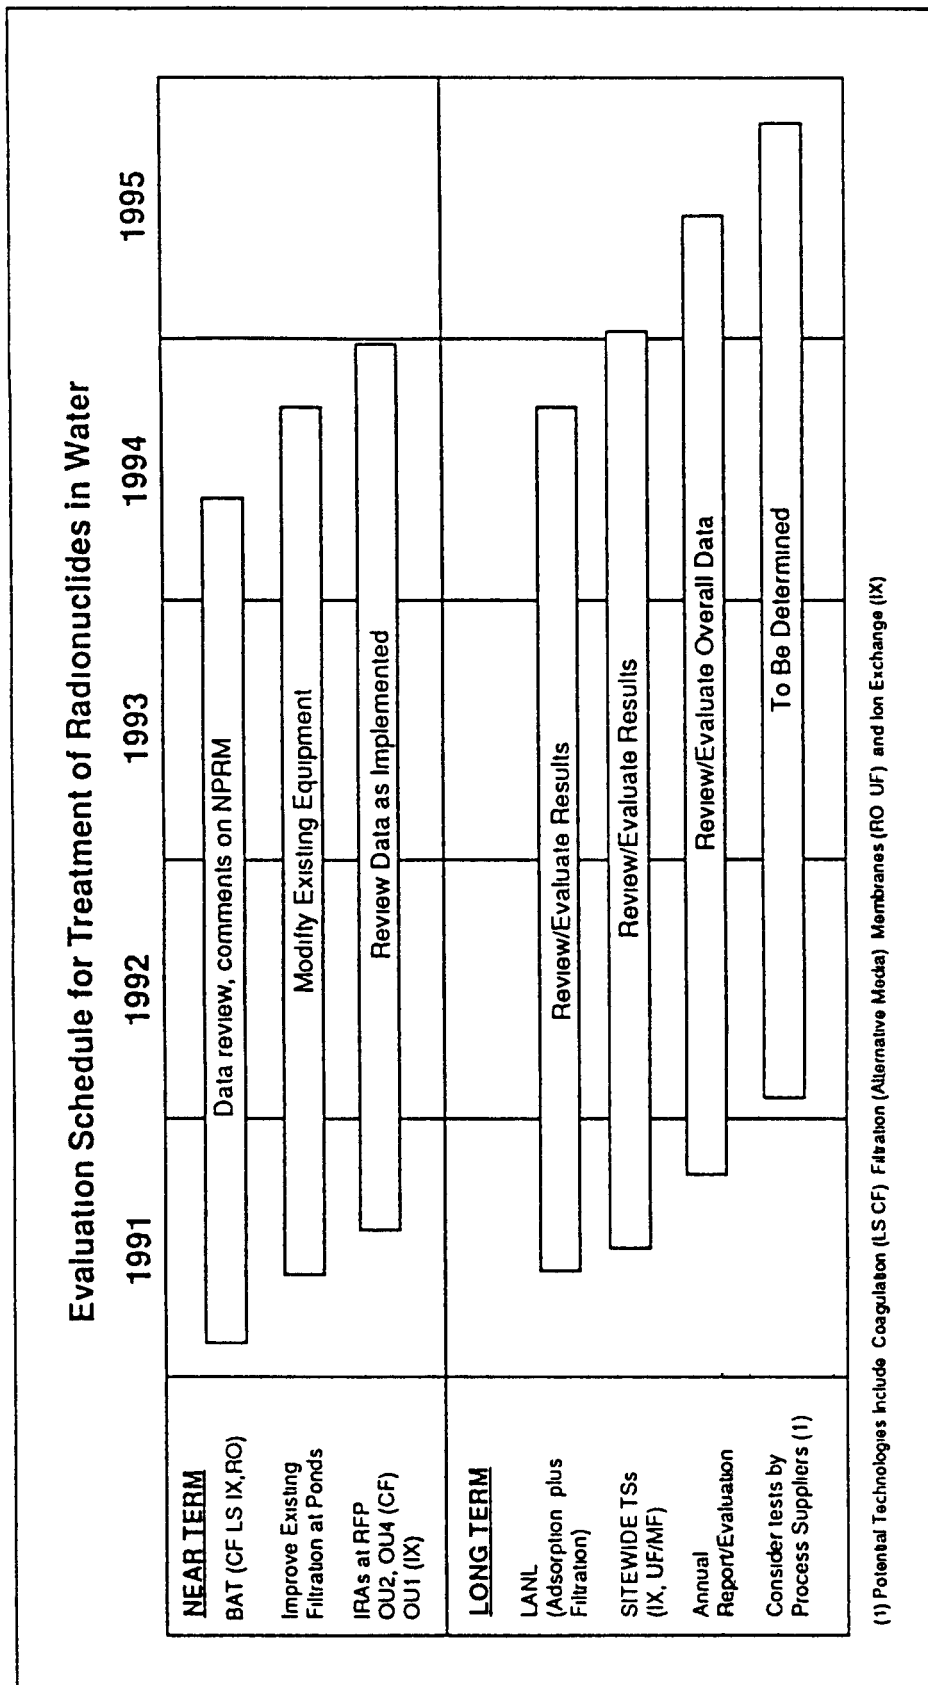 Evaluation Schedule for Treatment of Radionuclides in Water
1991 1992 1993 1994 1995
NEAR TERM
BAT (CF LS IX,RO)
Data review, comments on NPRM
Improve Existing
Filtration at Ponds
Modifty Existing Equipment
IRAs at RFP
OU2, OU4 (CF)
OU1 (IX)
Review Data as Implemented
LONG TERM
LANL
(Adsorption plus
Filtration)
Review/Evaluate Results
SITEWIDE TSs
(IX, UF/MF)
Review/Evaluate Results
Annual
Report/Evaluation
Review/Evaluate Overall Data
Consider tests by
Process Suppliers (1)
To Be Determined
(1) Potential Technologies Include Coagulation (LS CF) Filtration (Alternative Media) Membranes (RO UF) and Ion Exchange (IX)